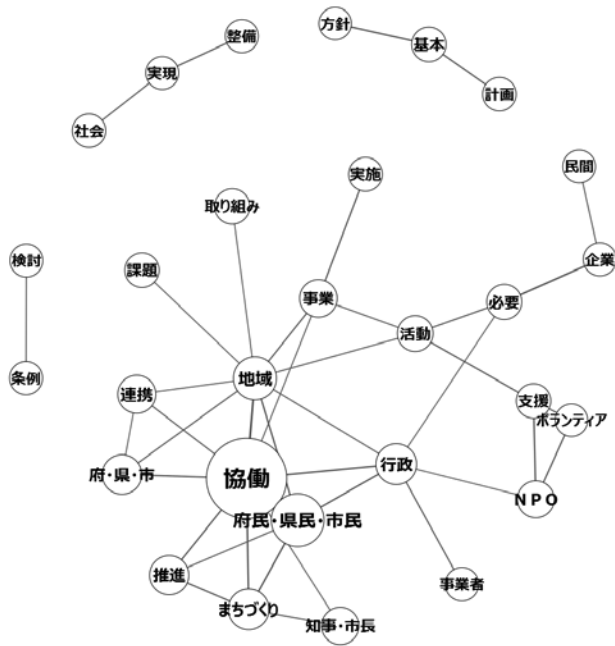 方針
整備
基本
実現
計画
社会
民間
実施
取り組み
検討
企業
課題
事業
必要
活動
地域
条例
連携
支援
ボランティア
行政
府・県・市
協働
NPO
府民・県民・市民
推進
事業者
まちづくり
知事・市長